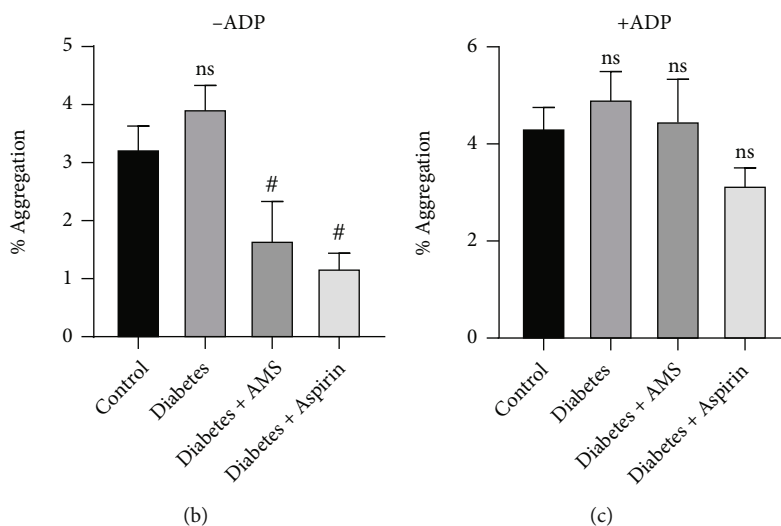 –ADP
% Aggregation
5
4
3
2
1
0
ns
#
#
Control
Diabetes
Diabetes + AMS
Diabetes + Aspirin
(b)
+ADP
% Aggregation
6
4
2
0
ns
ns
ns
Control
Diabetes
Diabetes + AMS
Diabetes + Aspirin
(c)